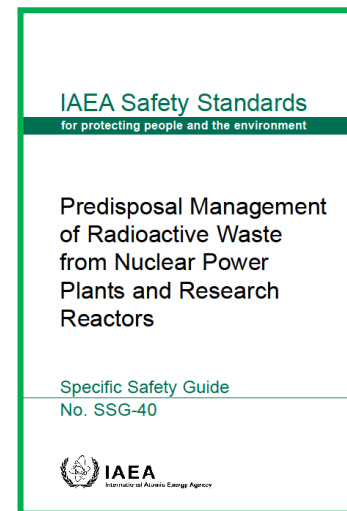 IAEA Safety Standards
for protecting people and the environment
Predisposal Management
of Radioactive Waste
from Nuclear Power
Plants and Research
Reactors
Specific Safety Guide
No. SSG-40
IAEA
International Atomic Energy Agency